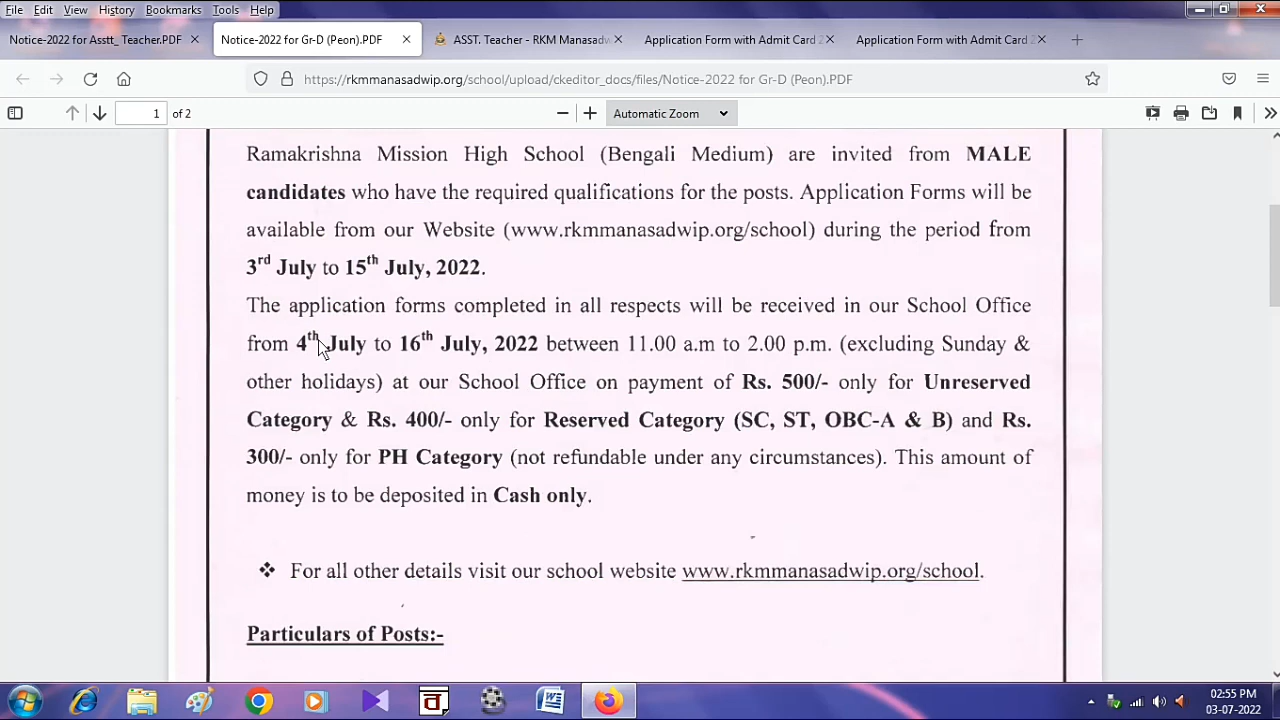 File Edit View History Bookmarks Tools Help
Notice-2022 for Asstt_ Teacher.PDF
Notice-2022 for Gr-D (Peon).PDF
ASST. Teacher - RKM Manasadw
Application Form with Admit Card 2
Application Form with Admit Card 2
https://rkmmanasadwip.org/school/upload/ckeditor_docs/files/Notice-2022 for Gr-D (Peon).PDF
1 of 2
Automatic Zoom
Ramakrishna Mission High School (Bengali Medium) are invited from MALE
candidates who have the required qualifications for the posts. Application Forms will be
available from our Website (www.rkmmanasadwip.org/school) during the period from
3rd July to 15th July, 2022.
The application forms completed in all respects will be received in our School Office
from 4th July to 16th July, 2022 between 11.00 a.m to 2.00 p.m. (excluding Sunday &
other holidays) at our School Office on payment of Rs. 500/- only for Unreserved
Category & Rs. 400/- only for Reserved Category (SC, ST, OBC-A & B) and Rs.
300/- only for PH Category (not refundable under any circumstances). This amount of
money is to be deposited in Cash only.
❖ For all other details visit our school website www.rkmmanasadwip.org/school.
Particulars of Posts:-
02:55 PM
03-07-2022